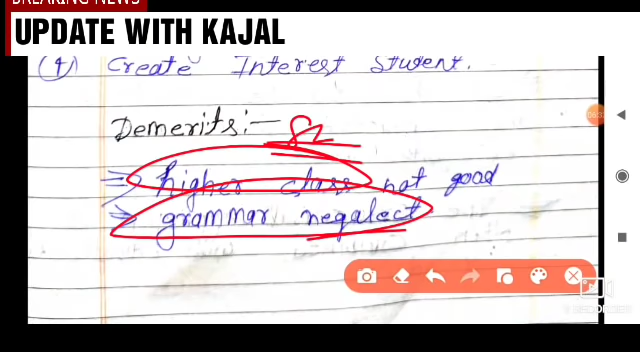 BREAKING NEWS
UPDATE WITH KAJAL
(4) Create Interest Student.
Demerits:-
⇒ higher class not good
⇒ grammar negalect